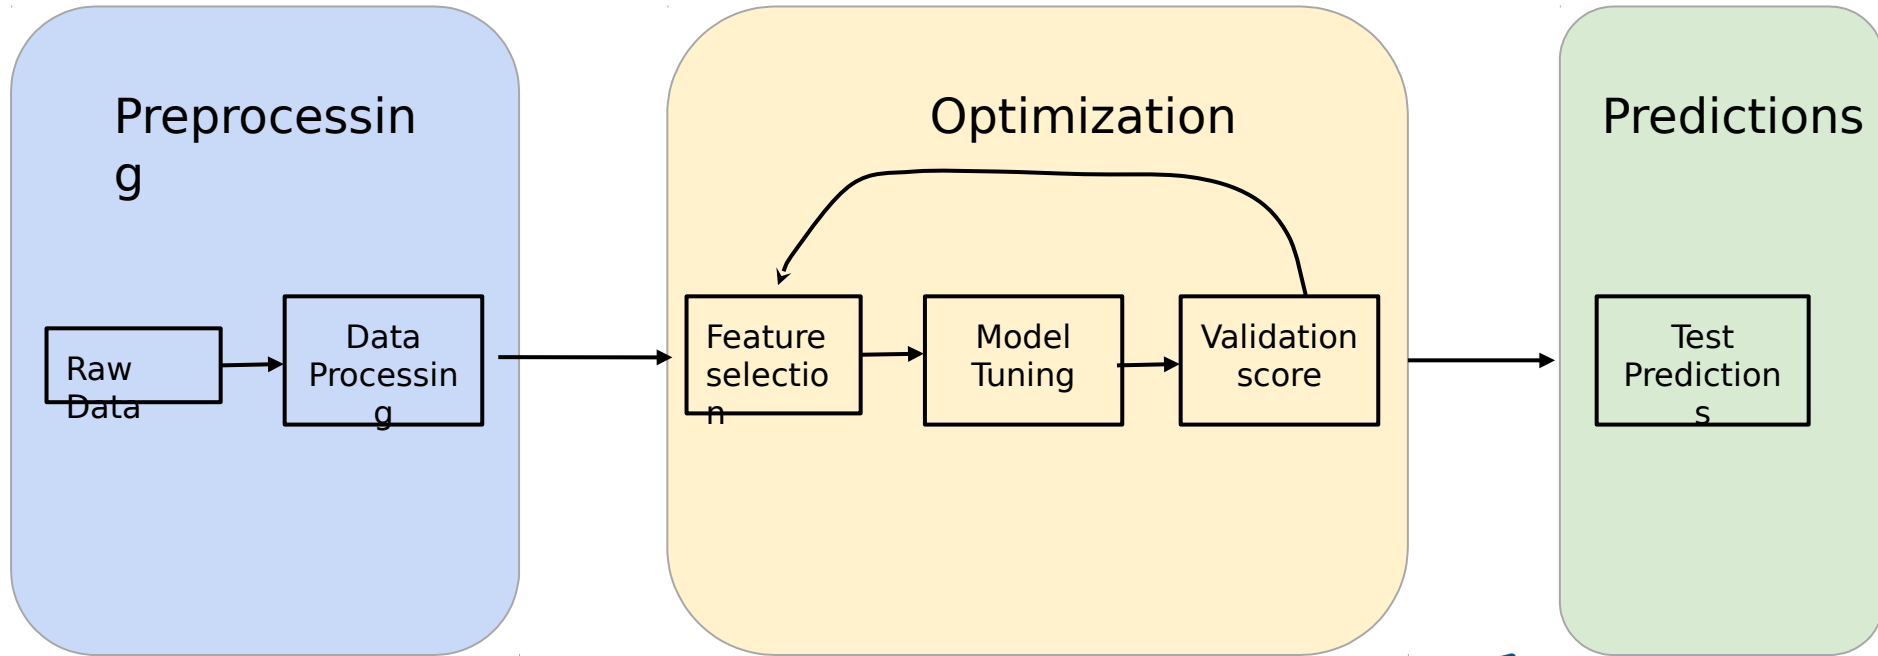 Preprocessin
g
Optimization
Predictions
Raw
Data
Data
Processin
g
Feature
selectio
n
Model
Tuning
Validation
score
Test
Prediction
s